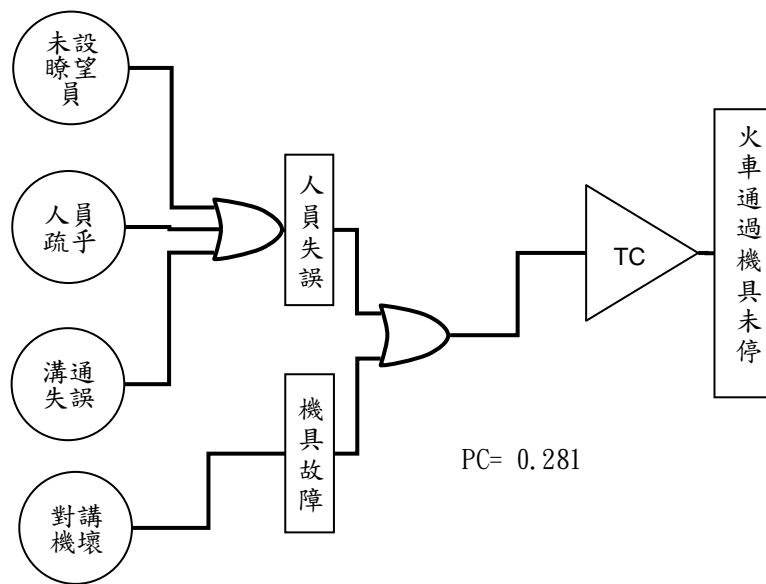 未設
瞭望
員
人員
疏乎
溝通
失誤
對講
機壞
人員失誤
機具故障
TC
火車通過機具未停
PC= 0.281